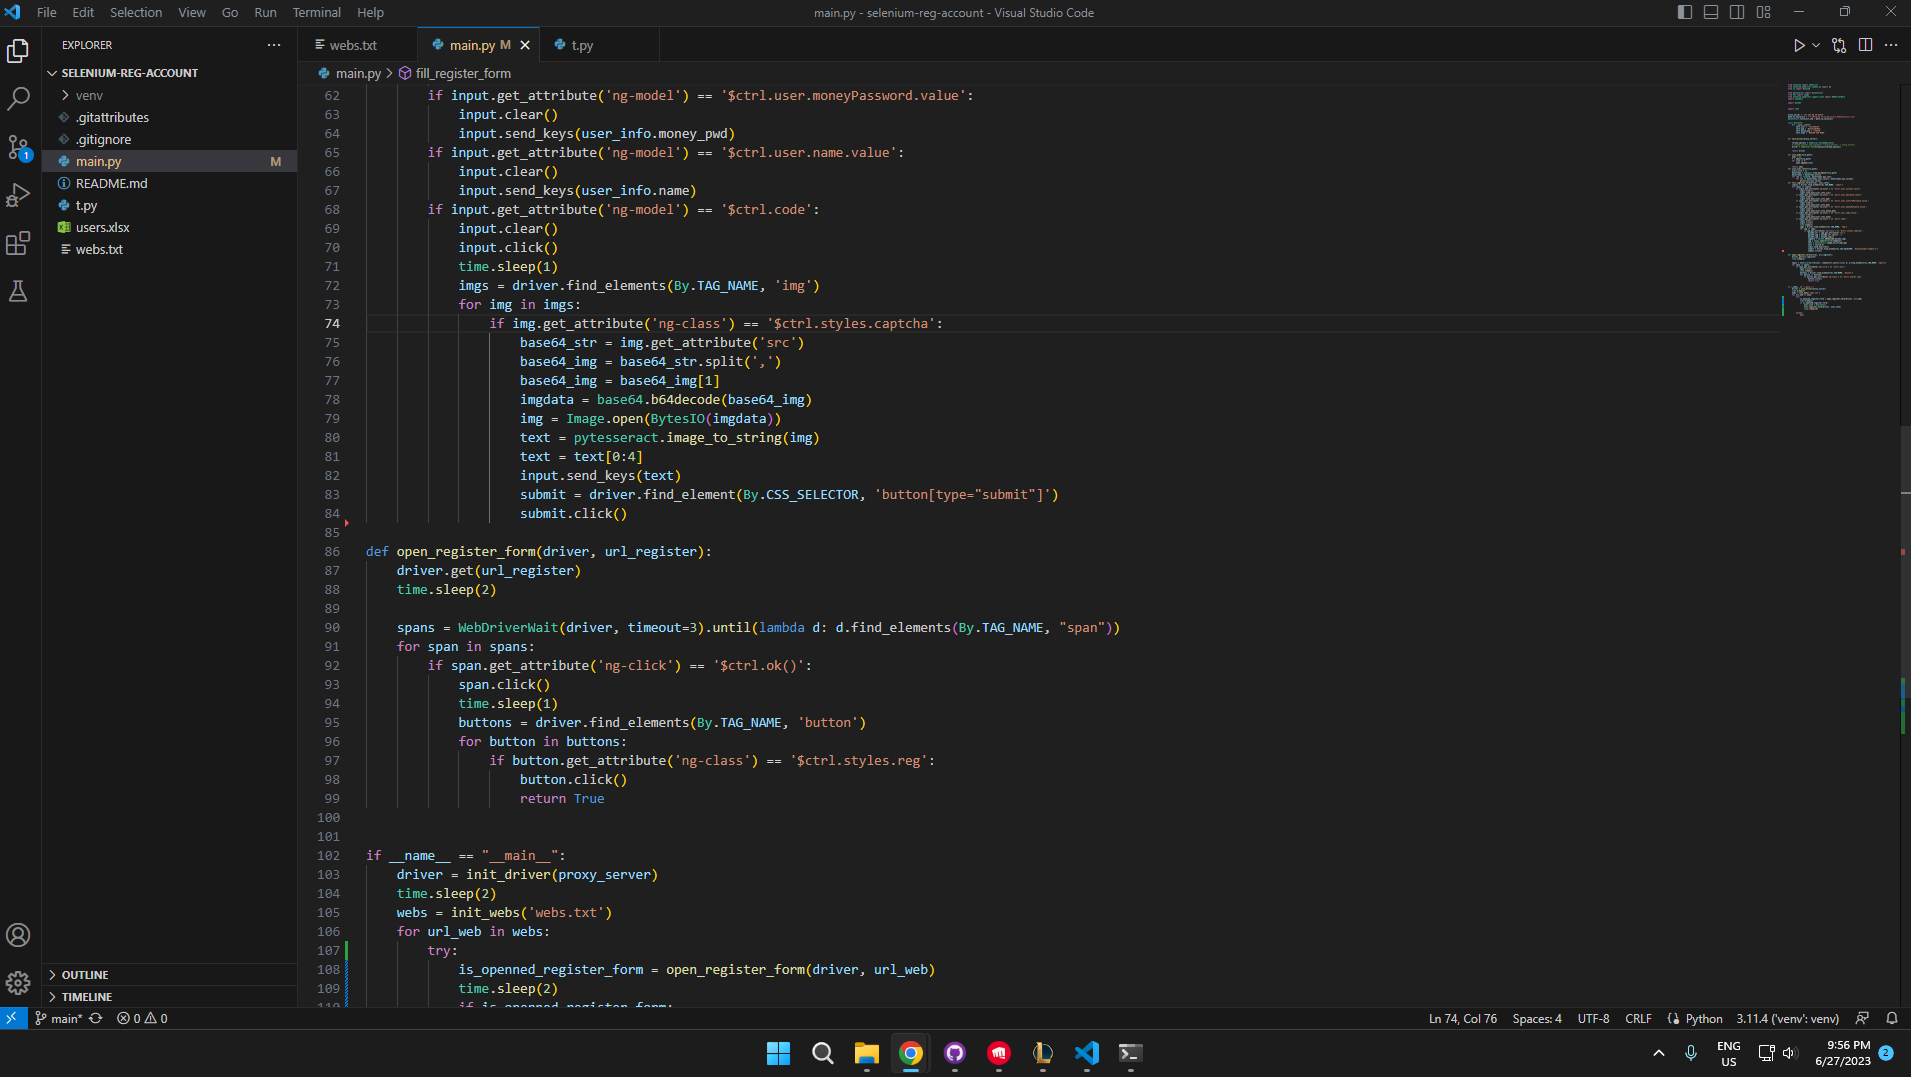 File Edit Selection View Go Run Terminal Help
main.py - selenium-reg-account - Visual Studio Code
EXPLORER
SELENIUM-REG-ACCOUNT
venv
.gitattributes
.gitignore
main.py M
README.md
t.py
users.xlsx
webs.txt
OUTLINE
TIMELINE
webs.txt main.py M t.py
main.py > fill_register_form
62 if input.get_attribute('ng-model') == '$ctrl.user.moneyPassword.value':
63 input.clear()
64 input.send_keys(user_info.money_pwd)
65 if input.get_attribute('ng-model') == '$ctrl.user.name.value':
66 input.clear()
67 input.send_keys(user_info.name)
68 if input.get_attribute('ng-model') == '$ctrl.code':
69 input.clear()
70 input.click()
71 time.sleep(1)
72 imgs = driver.find_elements(By.TAG_NAME, 'img')
73 for img in imgs:
74 if img.get_attribute('ng-class') == '$ctrl.styles.captcha':
75 base64_str = img.get_attribute('src')
76 base64_img = base64_str.split(',')
77 base64_img = base64_img[1]
78 imgdata = base64.b64decode(base64_img)
79 img = Image.open(BytesIO(imgdata))
80 text = pytesseract.image_to_string(img)
81 text = text[0:4]
82 input.send_keys(text)
83 submit = driver.find_element(By.CSS_SELECTOR, 'button[type="submit"]')
84 submit.click()
85
86 def open_register_form(driver, url_register):
87 driver.get(url_register)
88 time.sleep(2)
89
90 spans = WebDriverWait(driver, timeout=3).until(lambda d: d.find_elements(By.TAG_NAME, "span"))
91 for span in spans:
92 if span.get_attribute('ng-click') == '$ctrl.ok()':
93 span.click()
94 time.sleep(1)
95 buttons = driver.find_elements(By.TAG_NAME, 'button')
96 for button in buttons:
97 if button.get_attribute('ng-class') == '$ctrl.styles.reg':
98 button.click()
99 return True
100
101
102 if __name__ == "__main__":
103 driver = init_driver(proxy_server)
104 time.sleep(2)
105 webs = init_webs('webs.txt')
106 for url_web in webs:
107 try:
108 is_openned_register_form = open_register_form(driver, url_web)
109 time.sleep(2)
110 if is_openned_register_form:
main* 0 0
Ln 74, Col 76 Spaces: 4 UTF-8 CRLF Python 3.11.4 ('venv': venv)
1
ENG
US
9:56 PM
6/27/2023
2